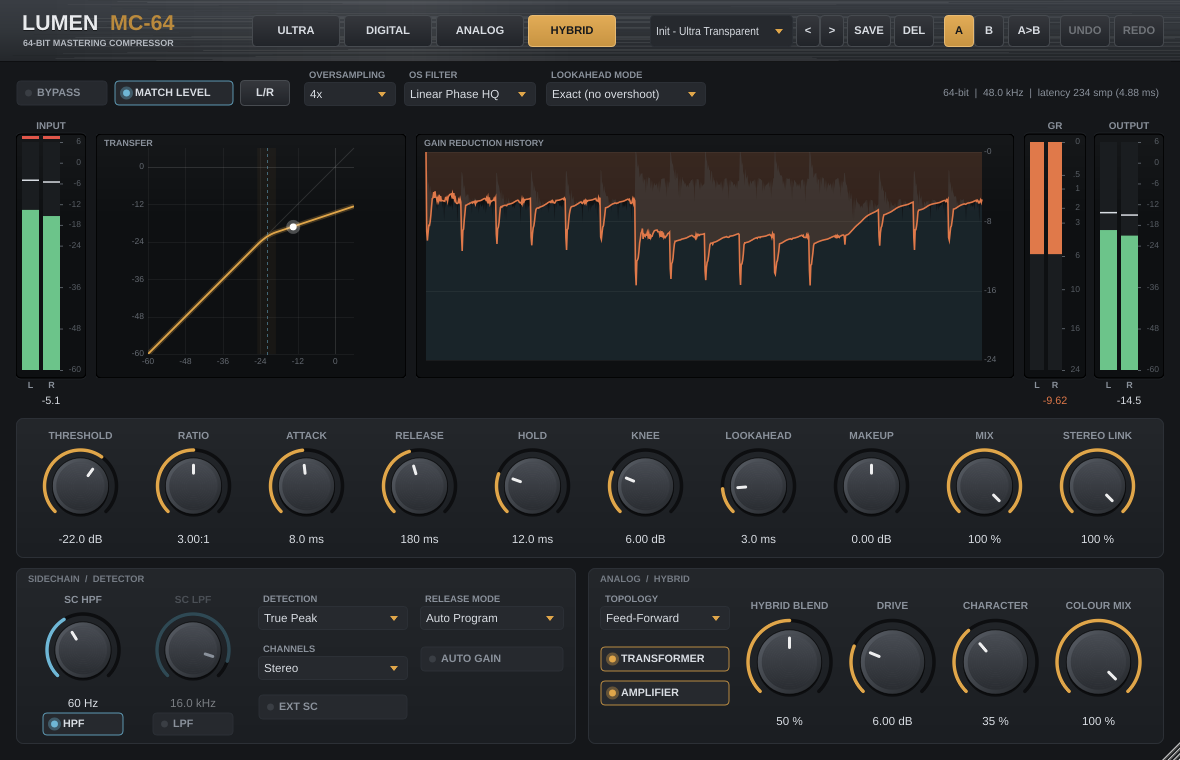 LUMEN MC-64
64-BIT MASTERING COMPRESSOR
ULTRA DIGITAL ANALOG HYBRID
Init - Ultra Transparent < > SAVE DEL A B A>B UNDO REDO
OVERSAMPLING OS FILTER LOOKAHEAD MODE
BYPASS MATCH LEVEL L/R 4x Linear Phase HQ Exact (no overshoot)
64-bit | 48.0 kHz | latency 234 smp (4.88 ms)
INPUT
6
0
-6
-12
-18
-24
-36
-48
-60
L R
-5.1
TRANSFER
0
-12
-24
-36
-48
-60
-60 -48 -36 -24 -12 0
GAIN REDUCTION HISTORY
-0
-8
-16
-24
GR
0
.5
1
2
3
6
10
16
24
L R
-9.62
OUTPUT
6
0
-6
-12
-18
-24
-36
-48
-60
L R
-14.5
THRESHOLD RATIO ATTACK RELEASE HOLD KNEE LOOKAHEAD MAKEUP MIX STEREO LINK
-22.0 dB 3.00:1 8.0 ms 180 ms 12.0 ms 6.00 dB 3.0 ms 0.00 dB 100 % 100 %
SIDECHAIN / DETECTOR
SC HPF SC LPF
60 Hz 16.0 kHz
HPF LPF
DETECTION
True Peak
CHANNELS
Stereo
EXT SC
RELEASE MODE
Auto Program
AUTO GAIN
ANALOG / HYBRID
TOPOLOGY
Feed-Forward
TRANSFORMER
AMPLIFIER
HYBRID BLEND DRIVE CHARACTER COLOUR MIX
50 % 6.00 dB 35 % 100 %